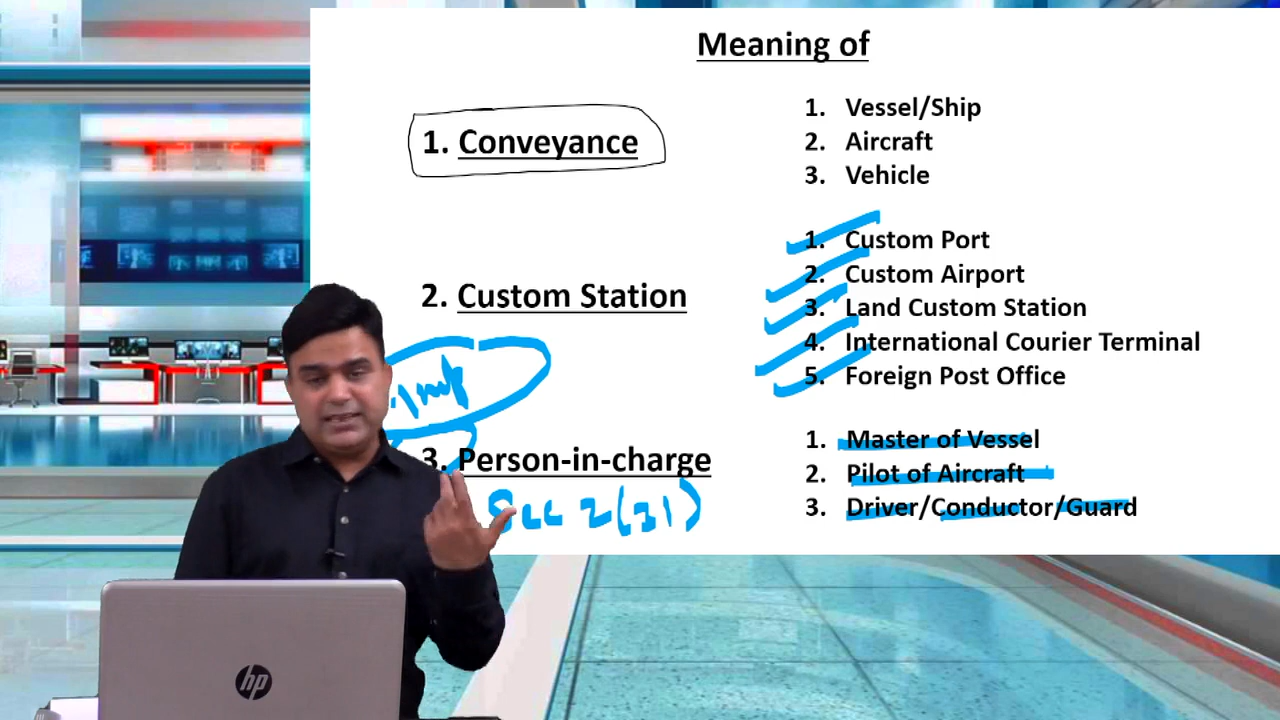 Meaning of
1. Conveyance
1. Vessel/Ship
2. Aircraft
3. Vehicle
2. Custom Station
1. Custom Port
2. Custom Airport
3. Land Custom Station
4. International Courier Terminal
5. Foreign Post Office
Imp
3. Person-in-charge
Sec 2(31)
1. Master of Vessel
2. Pilot of Aircraft
3. Driver/Conductor/Guard
hp